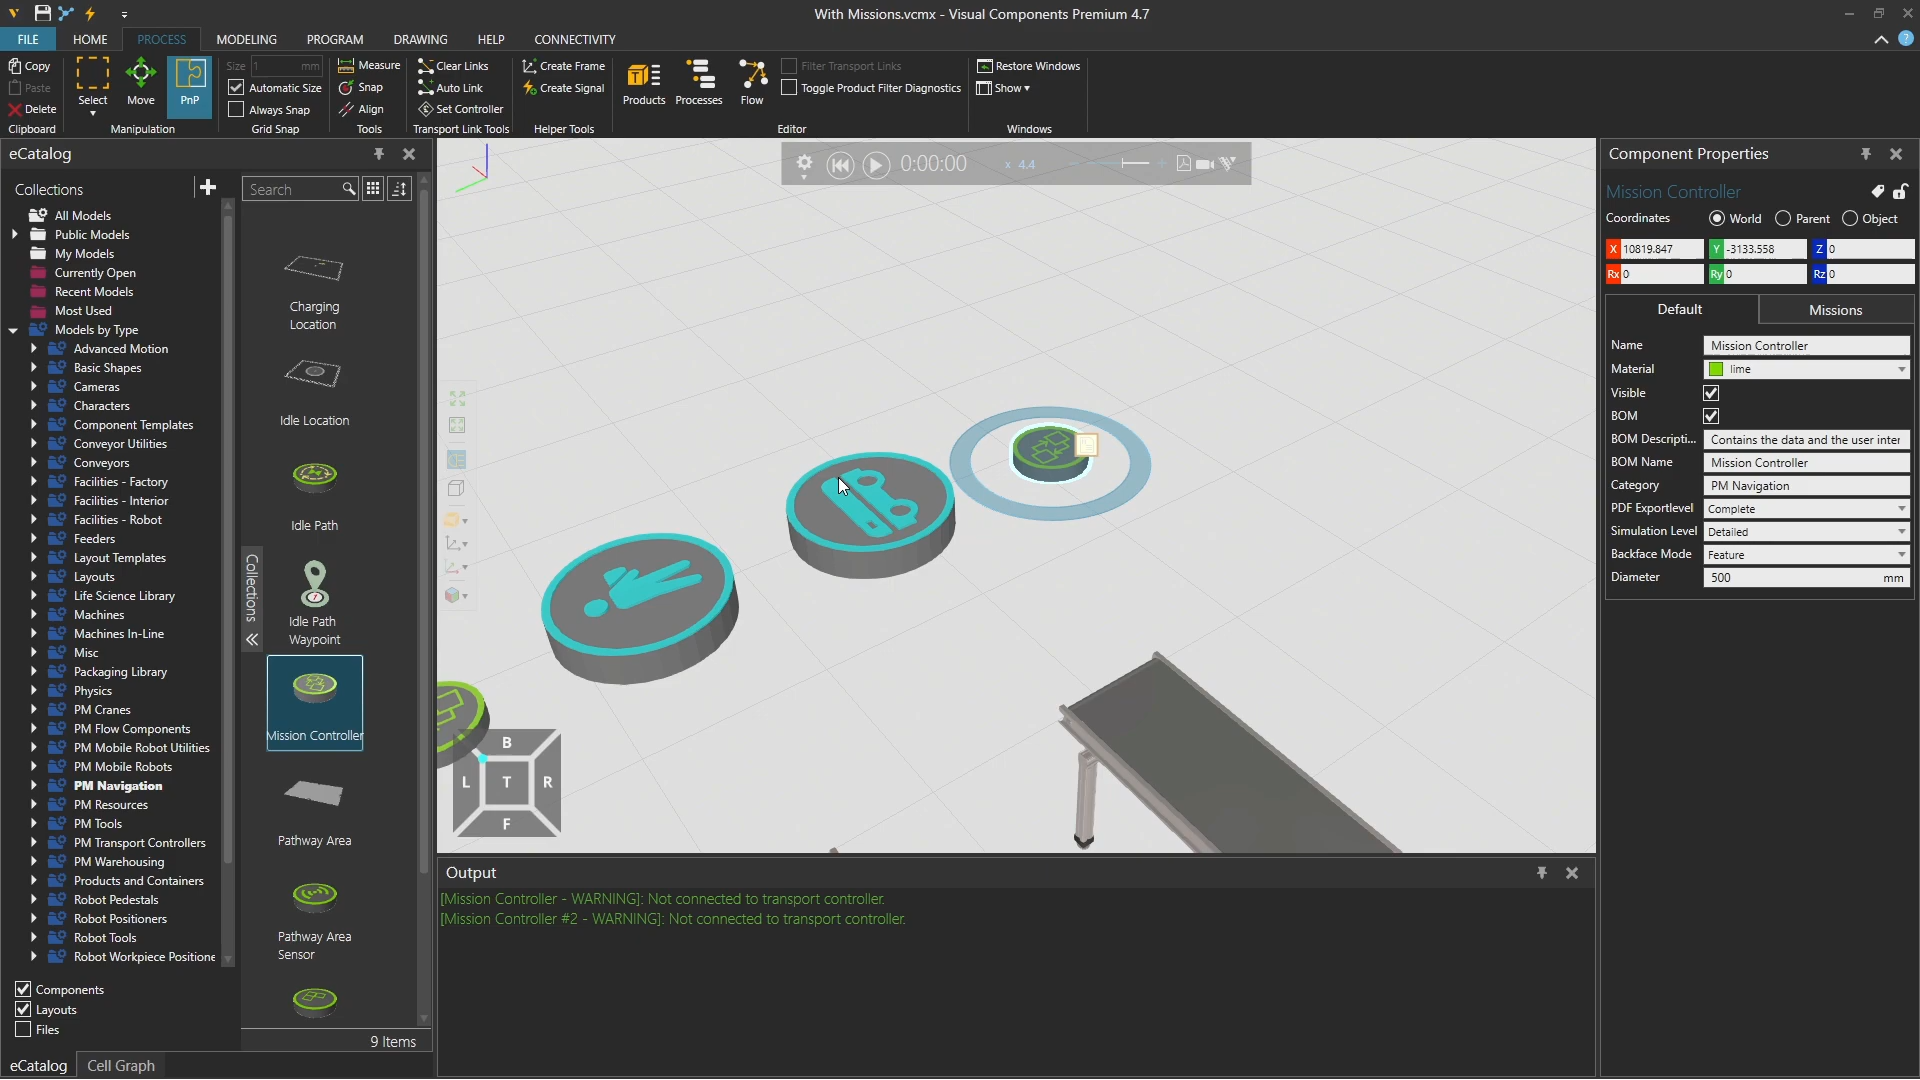 With Missions.vcmx - Visual Components Premium 4.7
FILE
HOME
PROCESS
MODELING
PROGRAM
DRAWING
HELP
CONNECTIVITY
Copy
Paste
Delete
Clipboard
Select
Move
PnP
Manipulation
Size
1
mm
Automatic Size
Always Snap
Grid Snap
Measure
Snap
Align
Tools
Clear Links
Auto Link
Set Controller
Transport Link Tools
Create Frame
Create Signal
Helper Tools
Products
Processes
Flow
Filter Transport Links
Toggle Product Filter Diagnostics
Editor
Restore Windows
Show
Windows
eCatalog
Collections
All Models
Public Models
My Models
Currently Open
Recent Models
Most Used
Models by Type
Advanced Motion
Basic Shapes
Cameras
Characters
Component Templates
Conveyor Utilities
Conveyors
Facilities - Factory
Facilities - Interior
Facilities - Robot
Feeders
Layout Templates
Layouts
Life Science Library
Machines
Machines In-Line
Misc
Packaging Library
Physics
PM Cranes
PM Flow Components
PM Mobile Robot Utilities
PM Mobile Robots
PM Navigation
PM Resources
PM Tools
PM Transport Controllers
PM Warehousing
Products and Containers
Robot Pedestals
Robot Positioners
Robot Tools
Robot Workpiece Positione
Components
Layouts
Files
eCatalog
Cell Graph
Search
Collections
Charging
Location
Idle Location
Idle Path
Idle Path
Waypoint
Mission Controller
Pathway Area
Pathway Area
Sensor
9 Items
0:00:00
x 4.4
B
L
T
R
F
Output
[Mission Controller - WARNING]: Not connected to transport controller.
[Mission Controller #2 - WARNING]: Not connected to transport controller.
Component Properties
Mission Controller
Coordinates
World
Parent
Object
X 10819.847
Y -3133.558
Z 0
Rx 0
Ry 0
Rz 0
Default
Missions
Name
Mission Controller
Material
lime
Visible
BOM
BOM Descripti...
Contains the data and the user inter
BOM Name
Mission Controller
Category
PM Navigation
PDF Exportlevel
Complete
Simulation Level
Detailed
Backface Mode
Feature
Diameter
500
mm